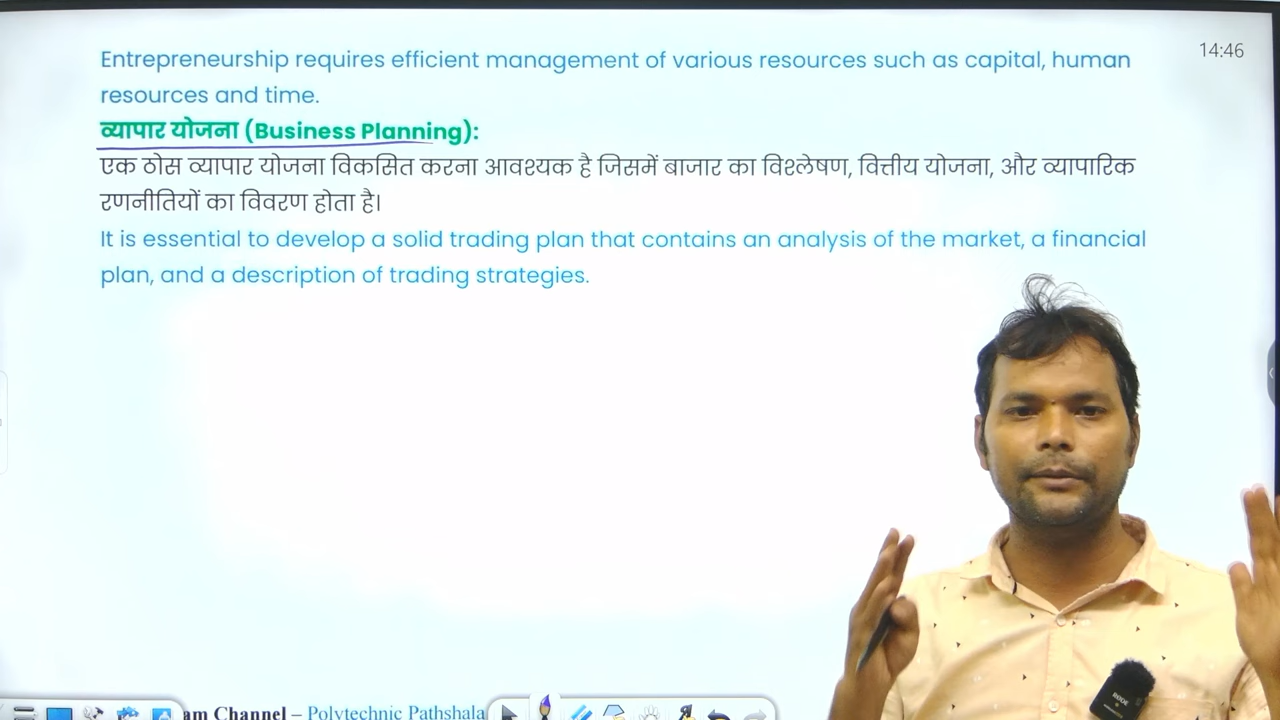 14:46
Entrepreneurship requires efficient management of various resources such as capital, human
resources and time.
व्यापार योजना (Business Planning):
एक ठोस व्यापार योजना विकसित करना आवश्यक है जिसमें बाजार का विश्लेषण, वित्तीय योजना, और व्यापारिक
रणनीतियों का विवरण होता है।
It is essential to develop a solid trading plan that contains an analysis of the market, a financial
plan, and a description of trading strategies.
am Channel – Polytechnic Pathshala
RODE